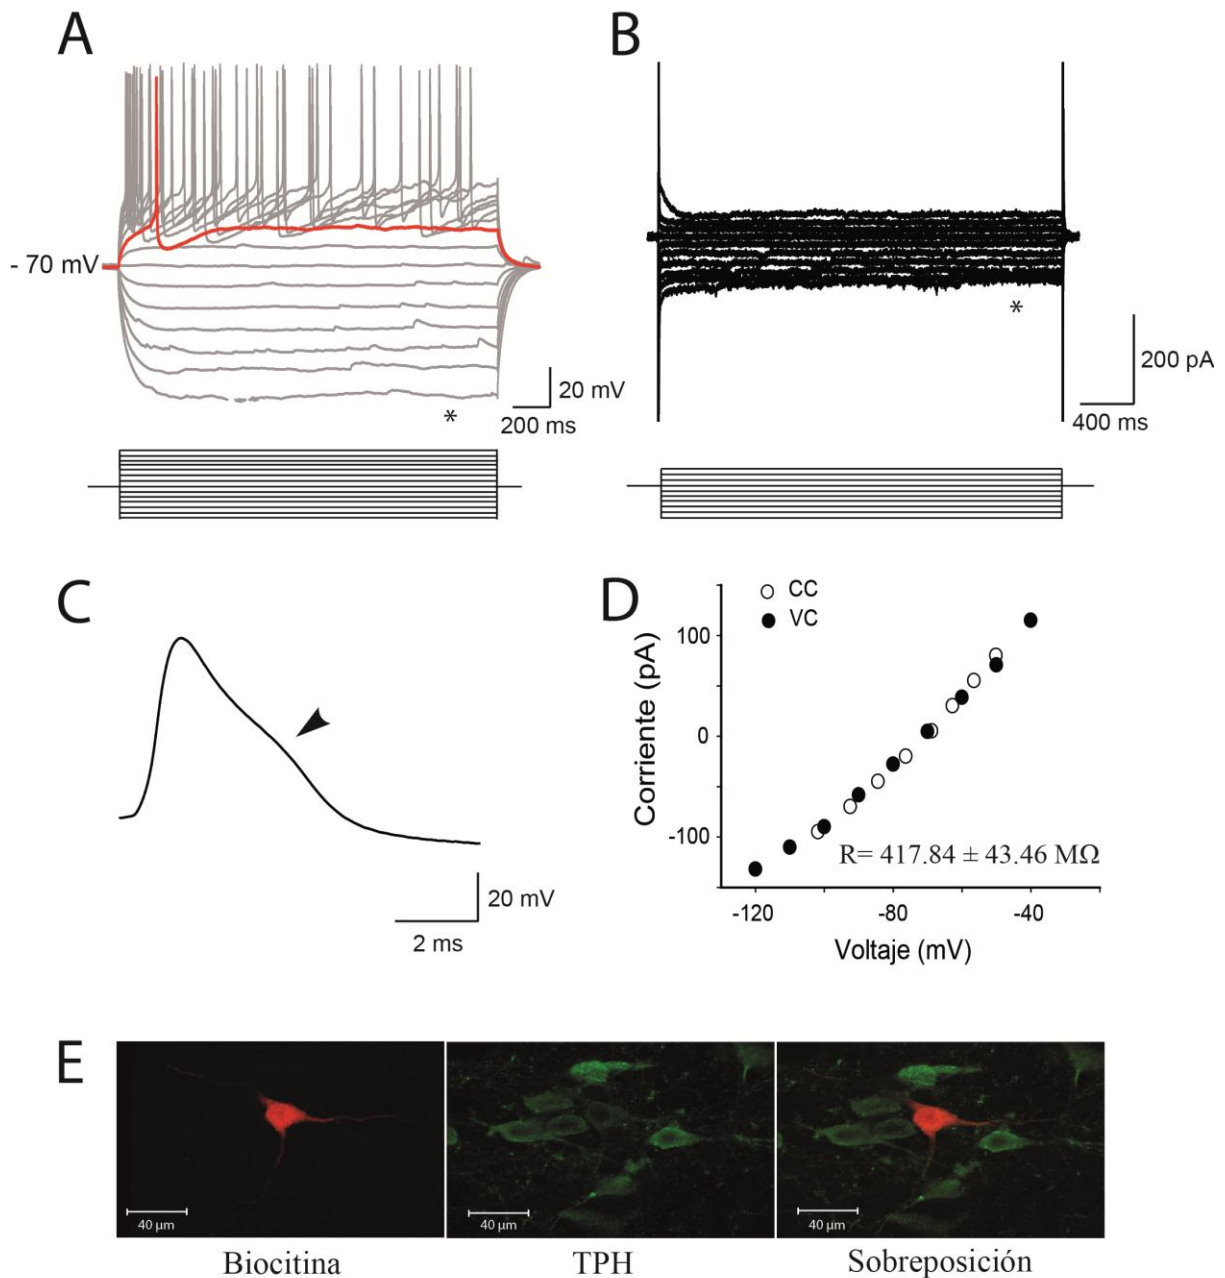 A
- 70 mV
*
20 mV
200 ms
B
*
200 pA
400 ms
C
20 mV
2 ms
D
CC
VC
Corriente (pA)
100
0
-100
R= 417.84 ± 43.46 MΩ
-120
-80
-40
Voltaje (mV)
E
40 µm
40 µm
40 µm
Biocitina
TPH
Sobreposición